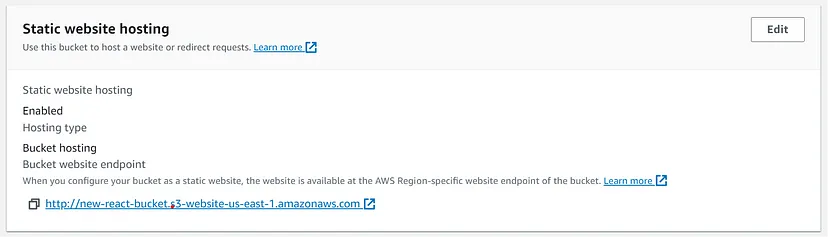 Static website hosting
Edit
Use this bucket to host a website or redirect requests. Learn more
Static website hosting
Enabled
Hosting type
Bucket hosting
Bucket website endpoint
When you configure your bucket as a static website, the website is available at the AWS Region-specific website endpoint of the bucket. Learn more
http://new-react-bucket.s3-website-us-east-1.amazonaws.com